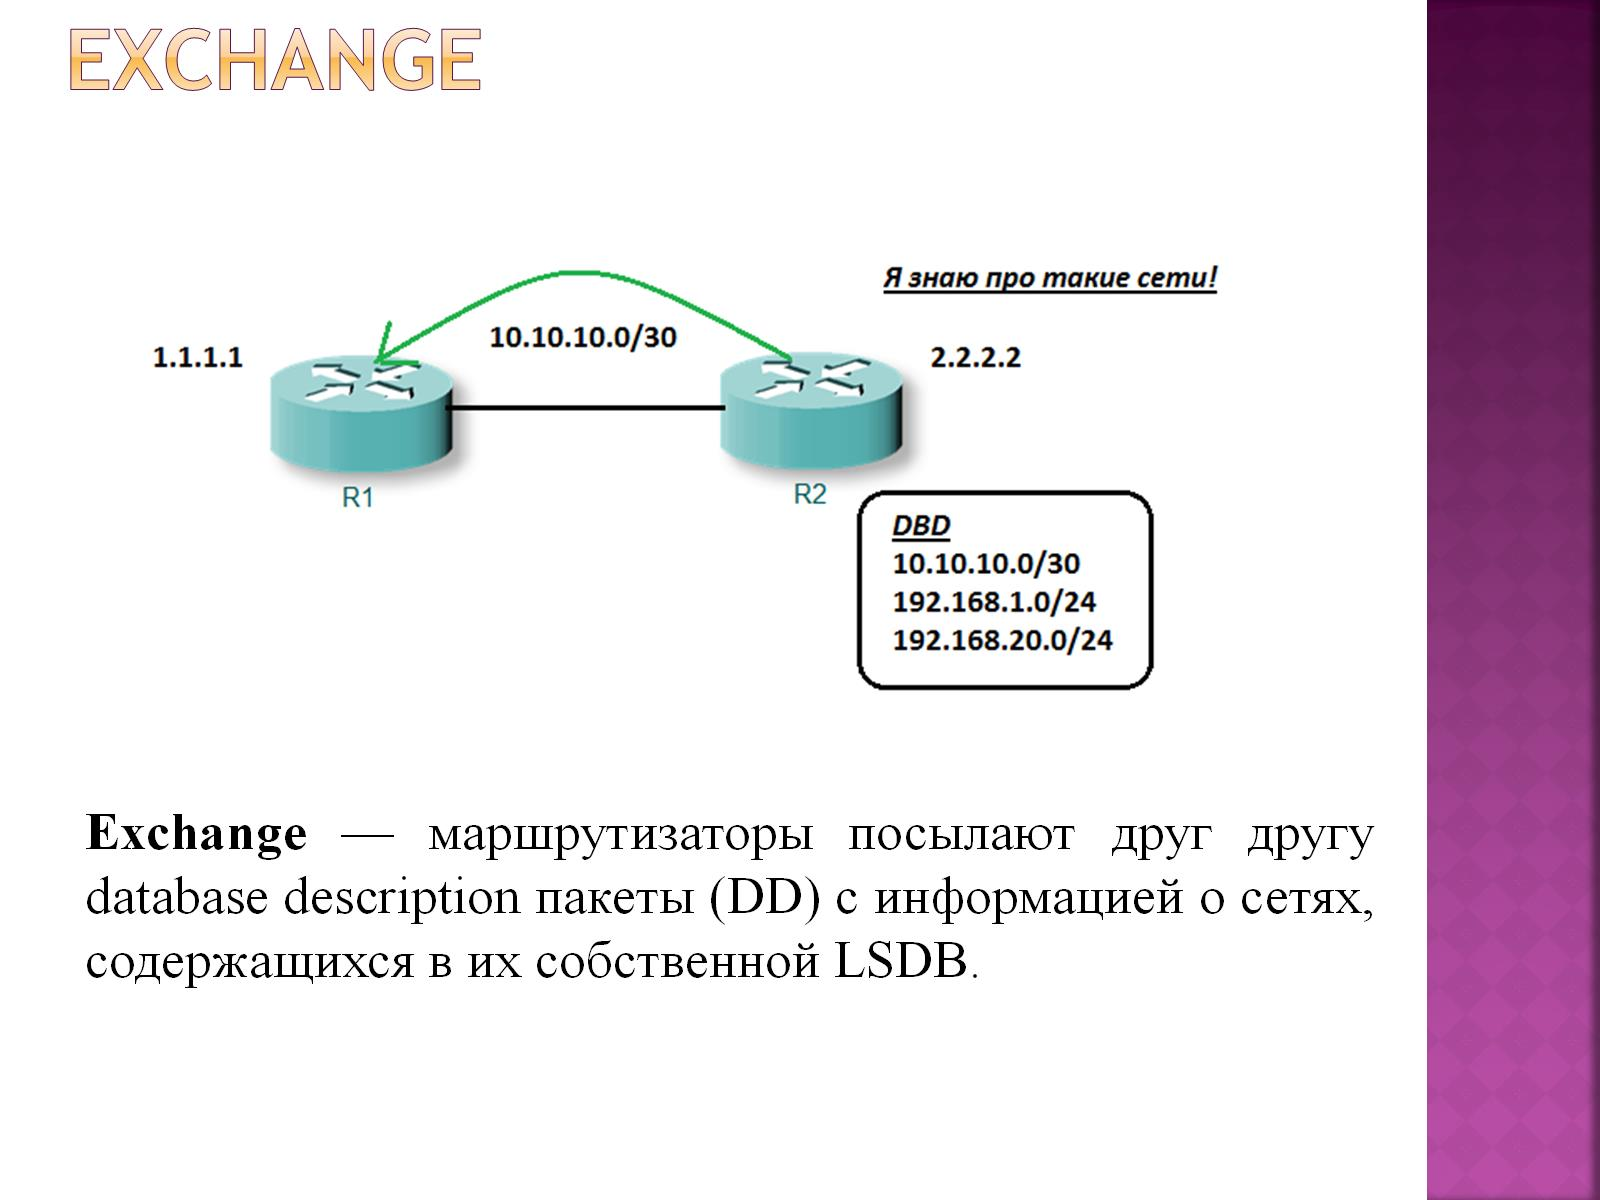 EXCHANGE
Я знаю про такие сети!
10.10.10.0/30
1.1.1.1
2.2.2.2
R1
R2
DBD
10.10.10.0/30
192.168.1.0/24
192.168.20.0/24
Exchange — маршрутизаторы посылают друг другу
database description пакеты (DD) с информацией о сетях,
содержащихся в их собственной LSDB.